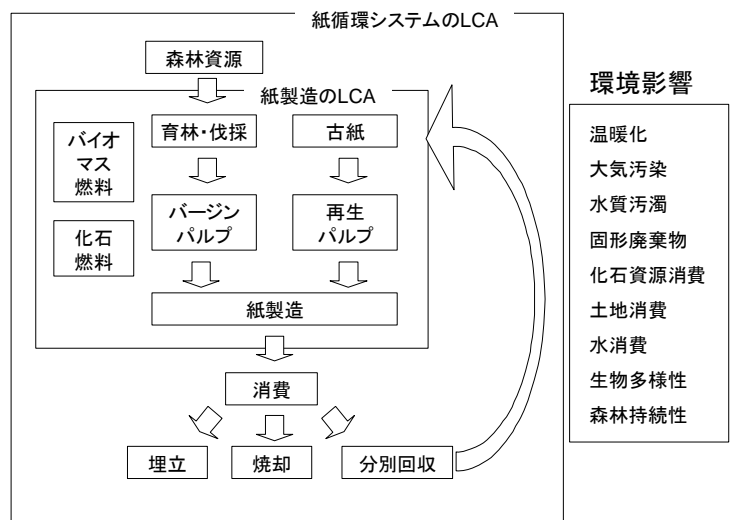 紙循環システムのLCA
森林資源
紙製造のLCA
バイオ
マス
燃料
化石
燃料
育林・伐採
古紙
バージン
パルプ
再生
パルプ
紙製造
消費
埋立
焼却
分別回収
環境影響
温暖化
大気汚染
水質汚濁
固形廃棄物
化石資源消費
土地消費
水消費
生物多様性
森林持続性